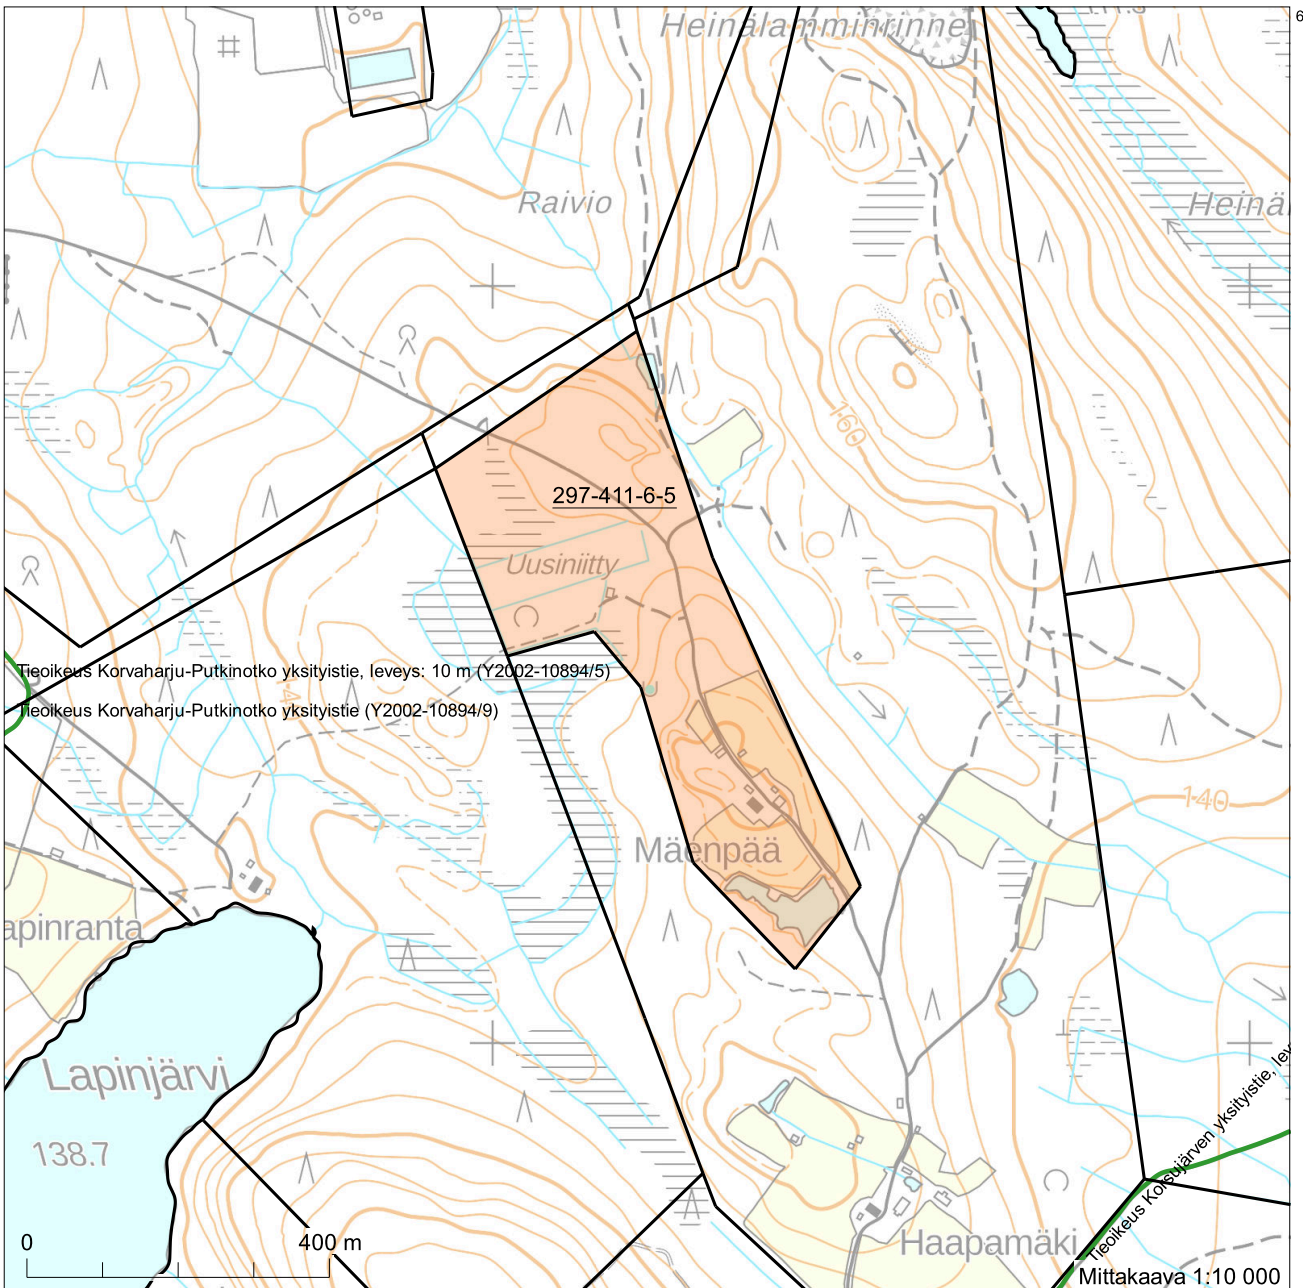 6
Heinälamminrinne
Raivio
160
297-411-6-5
Uusiniitty
Tieoikeus Korvaharju-Putkinotko yksityistie, leveys: 10 m (Y2002-10894/5)
Tieoikeus Korvaharju-Putkinotko yksityistie (Y2002-10894/9)
140
Mäenpää
apinranta
Lapinjärvi
138.7
Tieoikeus Korsujärven yksityistie, lev
Haapamäki
0 400 m
Mittakaava 1:10 000